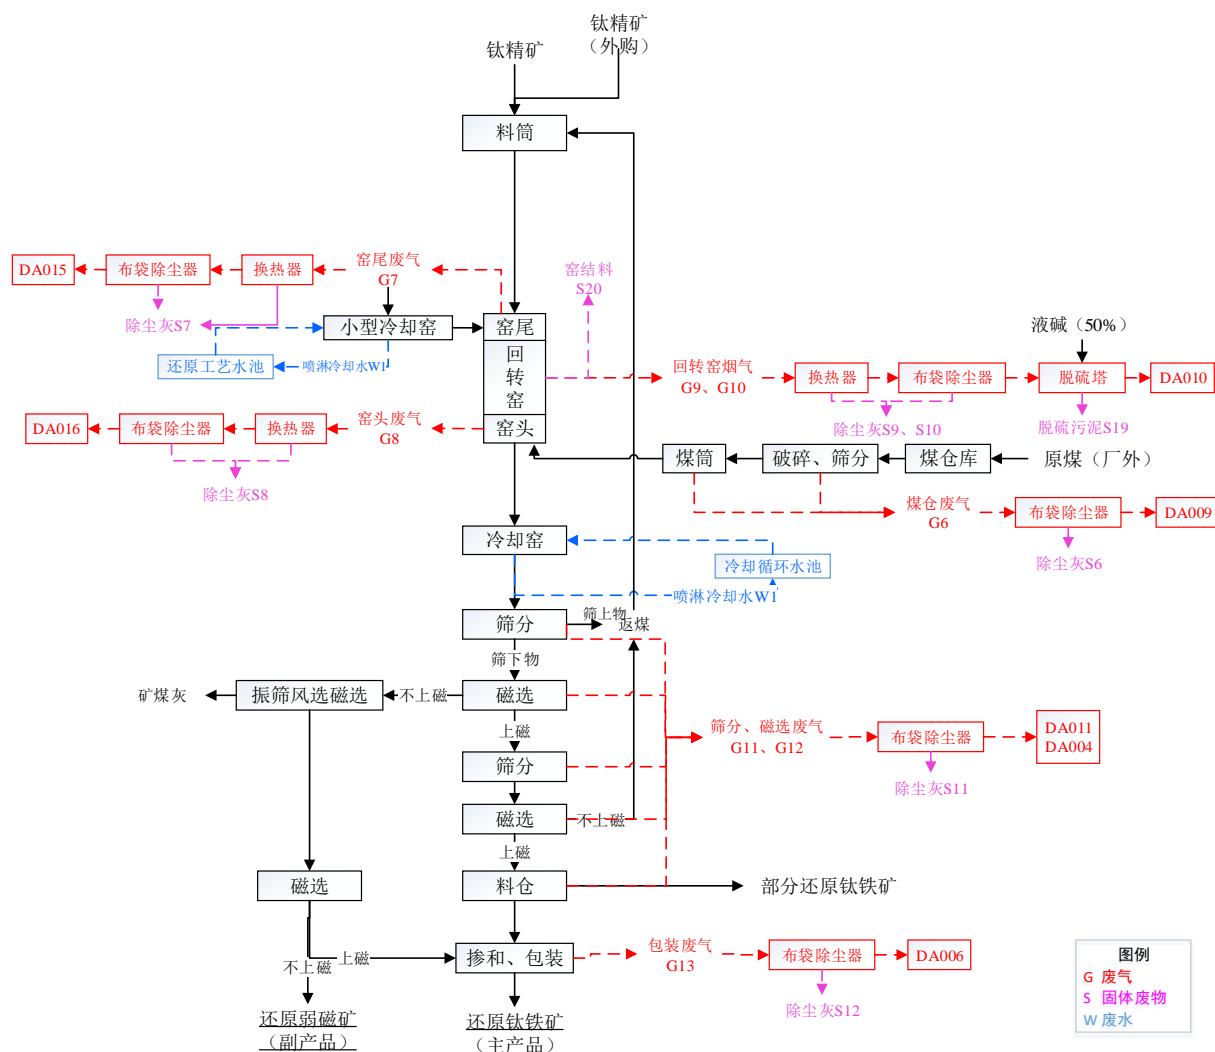 钛精矿
（外购）
钛精矿
料筒
窑结料
S20
DA015
布袋除尘器
换热器
窑尾废气
G7
除尘灰S7
小型冷却窑
窑尾
还原工艺水池
喷淋冷却水W1
回
转
窑
窑头
液碱（50%）
回转窑烟气
G9、G10
换热器
布袋除尘器
脱硫塔
DA010
除尘灰S9、S10
脱硫污泥S19
DA016
布袋除尘器
换热器
窑头废气
G8
除尘灰S8
煤筒
破碎、筛分
煤仓库
原煤（厂外）
煤仓废气
G6
布袋除尘器
DA009
除尘灰S6
冷却窑
冷却循环水池
喷淋冷却水W1
筛分
筛上物
返煤
筛下物
矿煤灰
振筛风选磁选
不上磁
磁选
上磁
筛分、磁选废气
G11、G12
布袋除尘器
DA011
DA004
除尘灰S11
筛分
磁选
不上磁
上磁
磁选
料仓
部分还原钛铁矿
不上磁
上磁
掺和、包装
包装废气
G13
布袋除尘器
DA006
除尘灰S12
还原弱磁矿
（副产品）
还原钛铁矿
（主产品）
图例
G 废气
S 固体废物
W 废水